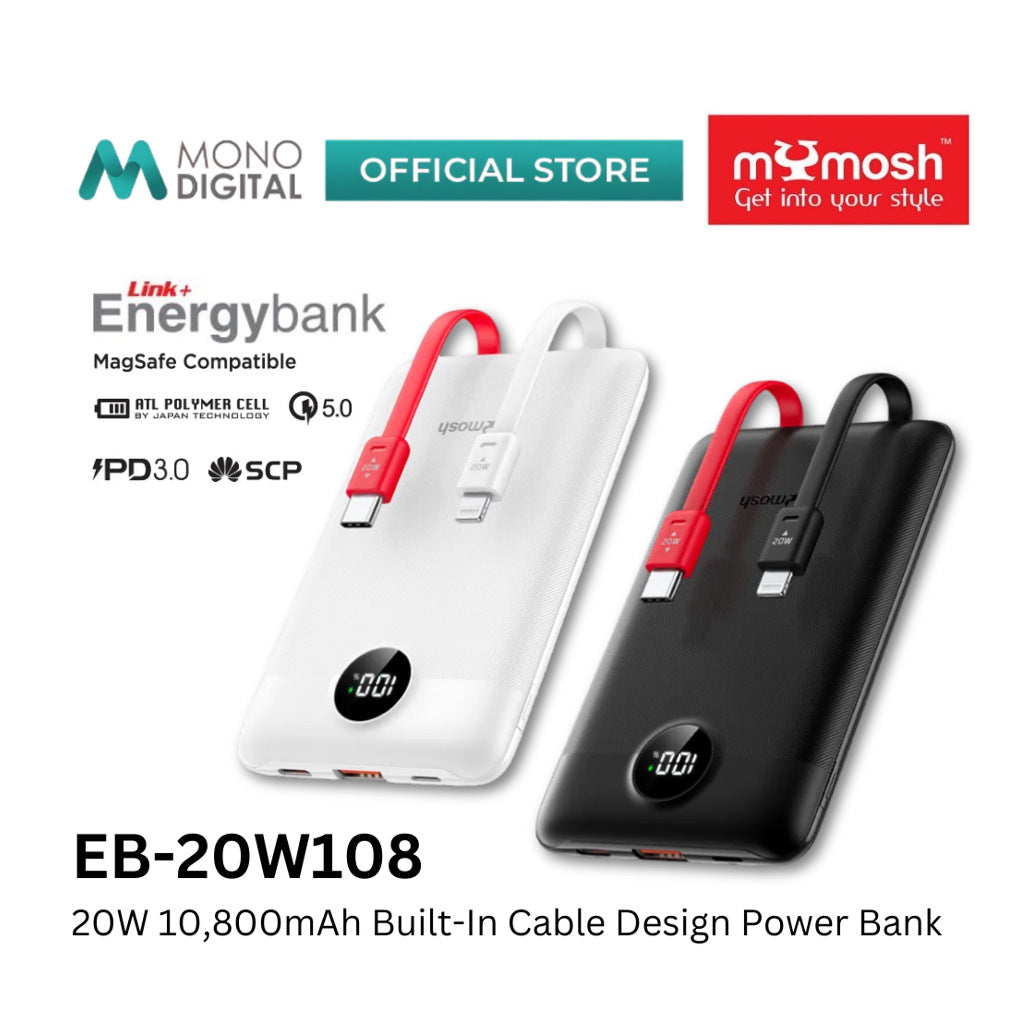 MONO
DIGITAL
OFFICIAL STORE
mymosh™
Get into your style
Link+
Energybank
MagSafe Compatible
ATL POLYMER CELL
BY JAPAN TECHNOLOGY
5.0
PD3.0
SCP
mymosh
20W
20W
100%
mymosh
20W
20W
100%
EB-20W108
20W 10,800mAh Built-In Cable Design Power Bank